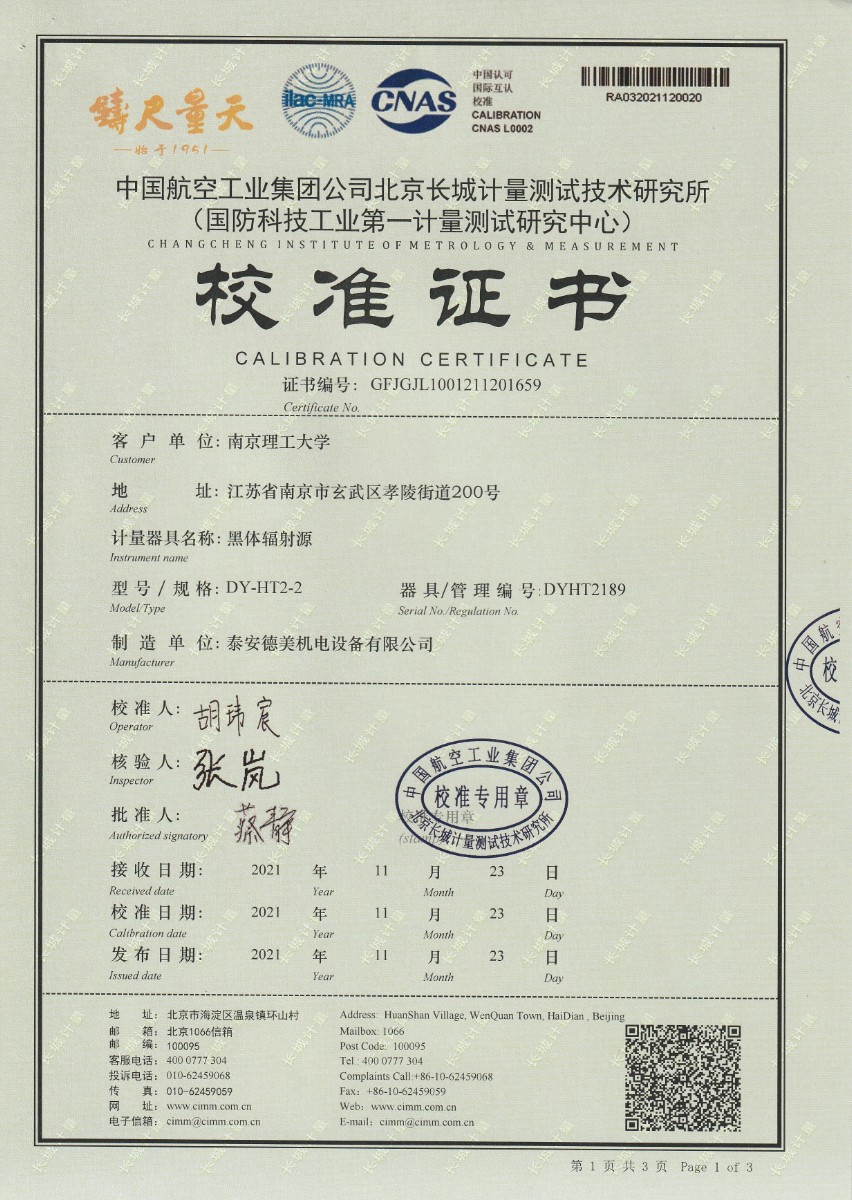 鑄尺量天
始于1951
ilac-MRA
CNAS
中国认可
国际互认
校准
CALIBRATION
CNAS L0002
RA032021120020
中国航空工业集团公司北京长城计量测试技术研究所
（国防科技工业第一计量测试研究中心）
CHANGCHENG INSTITUTE OF METROLOGY & MEASUREMENT
校准证书
CALIBRATION CERTIFICATE
证书编号： GFJGJL1001211201659
Certificate No.
客户单位: 南京理工大学
Customer
地址: 江苏省南京市玄武区孝陵街道200号
Address
计量器具名称: 黑体辐射源
Instrument name
型号/规格: DY-HT2-2 器具/管理编号: DYHT2189
Model/Type Serial No./Regulation No.
制造单位: 泰安德美机电设备有限公司
Manufacturer
校准人: 胡玮宸
Operator
核验人: 张岚
Inspector
批准人: 蔡静
Authorized signatory
中国航空工业集团公司
校准专用章
北京长城计量测试技术研究所
接收日期: 2021 年 11 月 23 日
Received date Year Month Day
校准日期: 2021 年 11 月 23 日
Calibration date Year Month Day
发布日期: 2021 年 11 月 23 日
Issued date Year Month Day
地址： 北京市海淀区温泉镇环山村 Address: HuanShan Village, WenQuan Town, HaiDian , Beijing
邮箱： 北京1066信箱 Mailbox: 1066
邮编： 100095 Post Code: 100095
客服电话： 400 0777 304 Tel : 400 0777 304
投诉电话： 010-62459068 Complaints Call:+86-10-62459068
传真： 010-62459059 Fax: +86-10-62459059
网址： www.cimm.com.cn Web: www.cimm.com.cn
电子信箱： cimm@cimm.com.cn E-mail: cimm@cimm.com.cn
第 1 页 共 3 页 Page 1 of 3